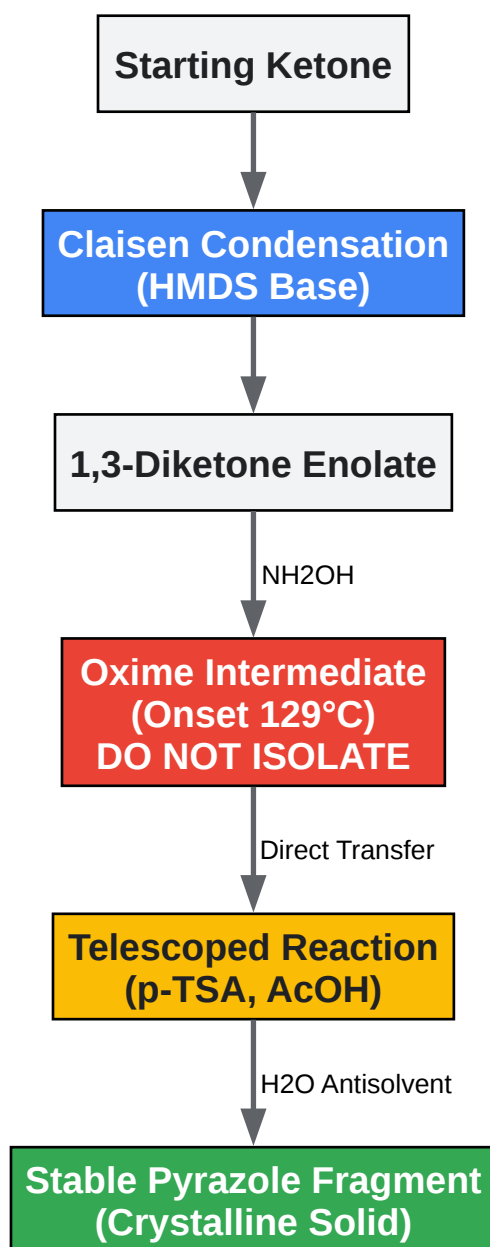 Starting Ketone
Claisen Condensation
(HMDS Base)
1,3-Diketone Enolate
NH2OH
Oxime Intermediate
(Onset 129°C)
DO NOT ISOLATE
Direct Transfer
Telescoped Reaction
(p-TSA, AcOH)
H2O Antisolvent
Stable Pyrazole Fragment
(Crystalline Solid)